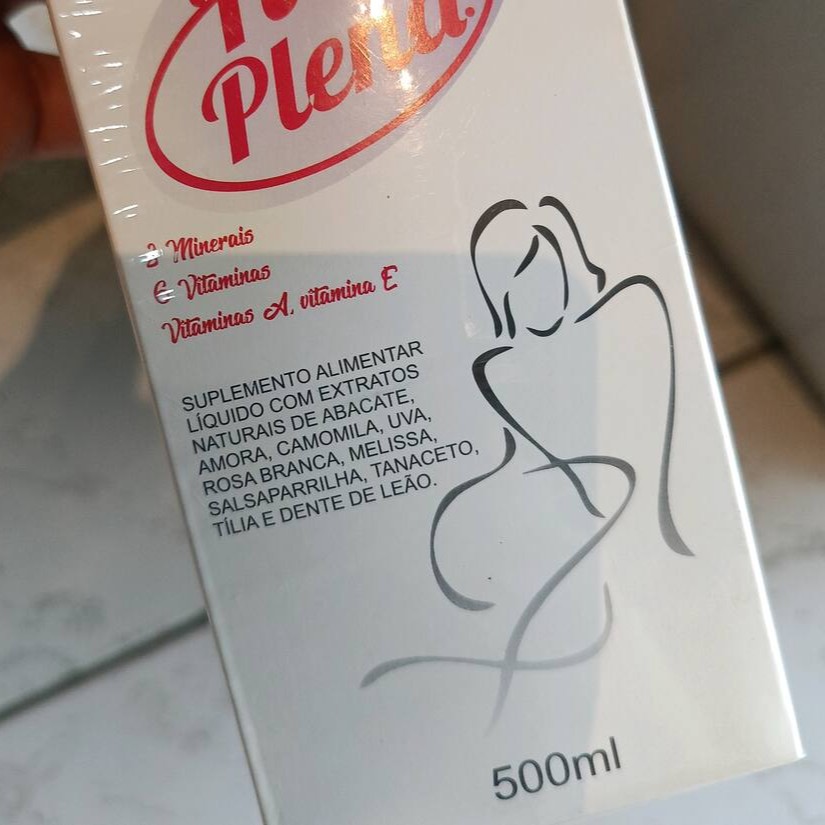 Plena.
Minerais
6 Vitaminas
Vitaminas A, vitamina E
SUPLEMENTO ALIMENTAR
LÍQUIDO COM EXTRATOS
NATURAIS DE ABACATE,
AMORA, CAMOMILA, UVA,
ROSA BRANCA, MELISSA,
SALSAPARRILHA, TANACETO,
TÍLIA E DENTE DE LEÃO.
500ml